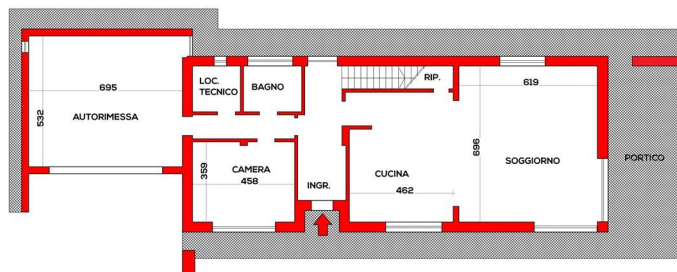 LOC.
TECNICO
BAGNO
RIP.
695
619
532
AUTORIMESSA
696
SOGGIORNO
PORTICO
359
CAMERA
458
INGR.
CUCINA
462